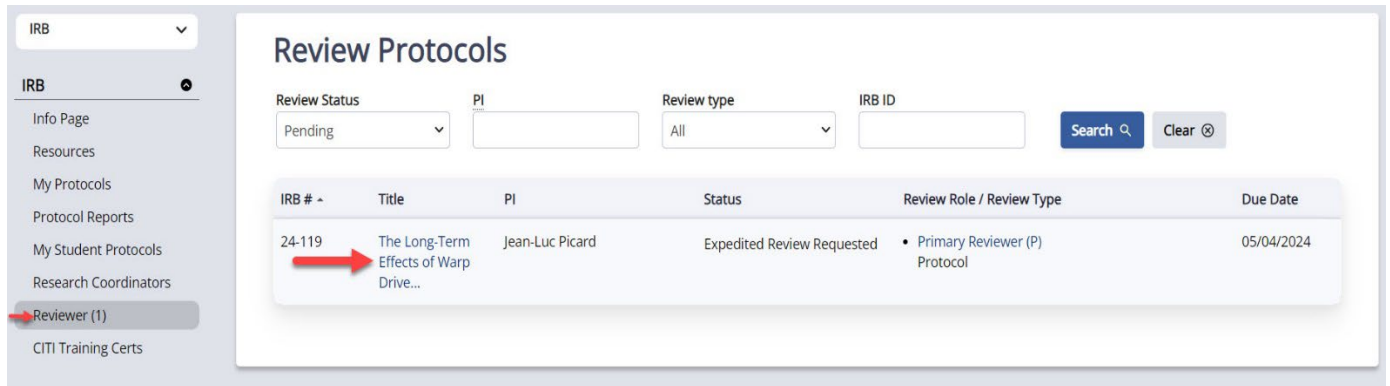 IRB
IRB
Info Page
Resources
My Protocols
Protocol Reports
My Student Protocols
Research Coordinators
Reviewer (1)
CITI Training Certs
Review Protocols
Review Status PI Review type IRB ID
Pending All Search Clear
IRB # Title PI Status Review Role / Review Type Due Date
24-119 The Long-Term Jean-Luc Picard Expedited Review Requested • Primary Reviewer (P) 05/04/2024
Effects of Warp Protocol
Drive...